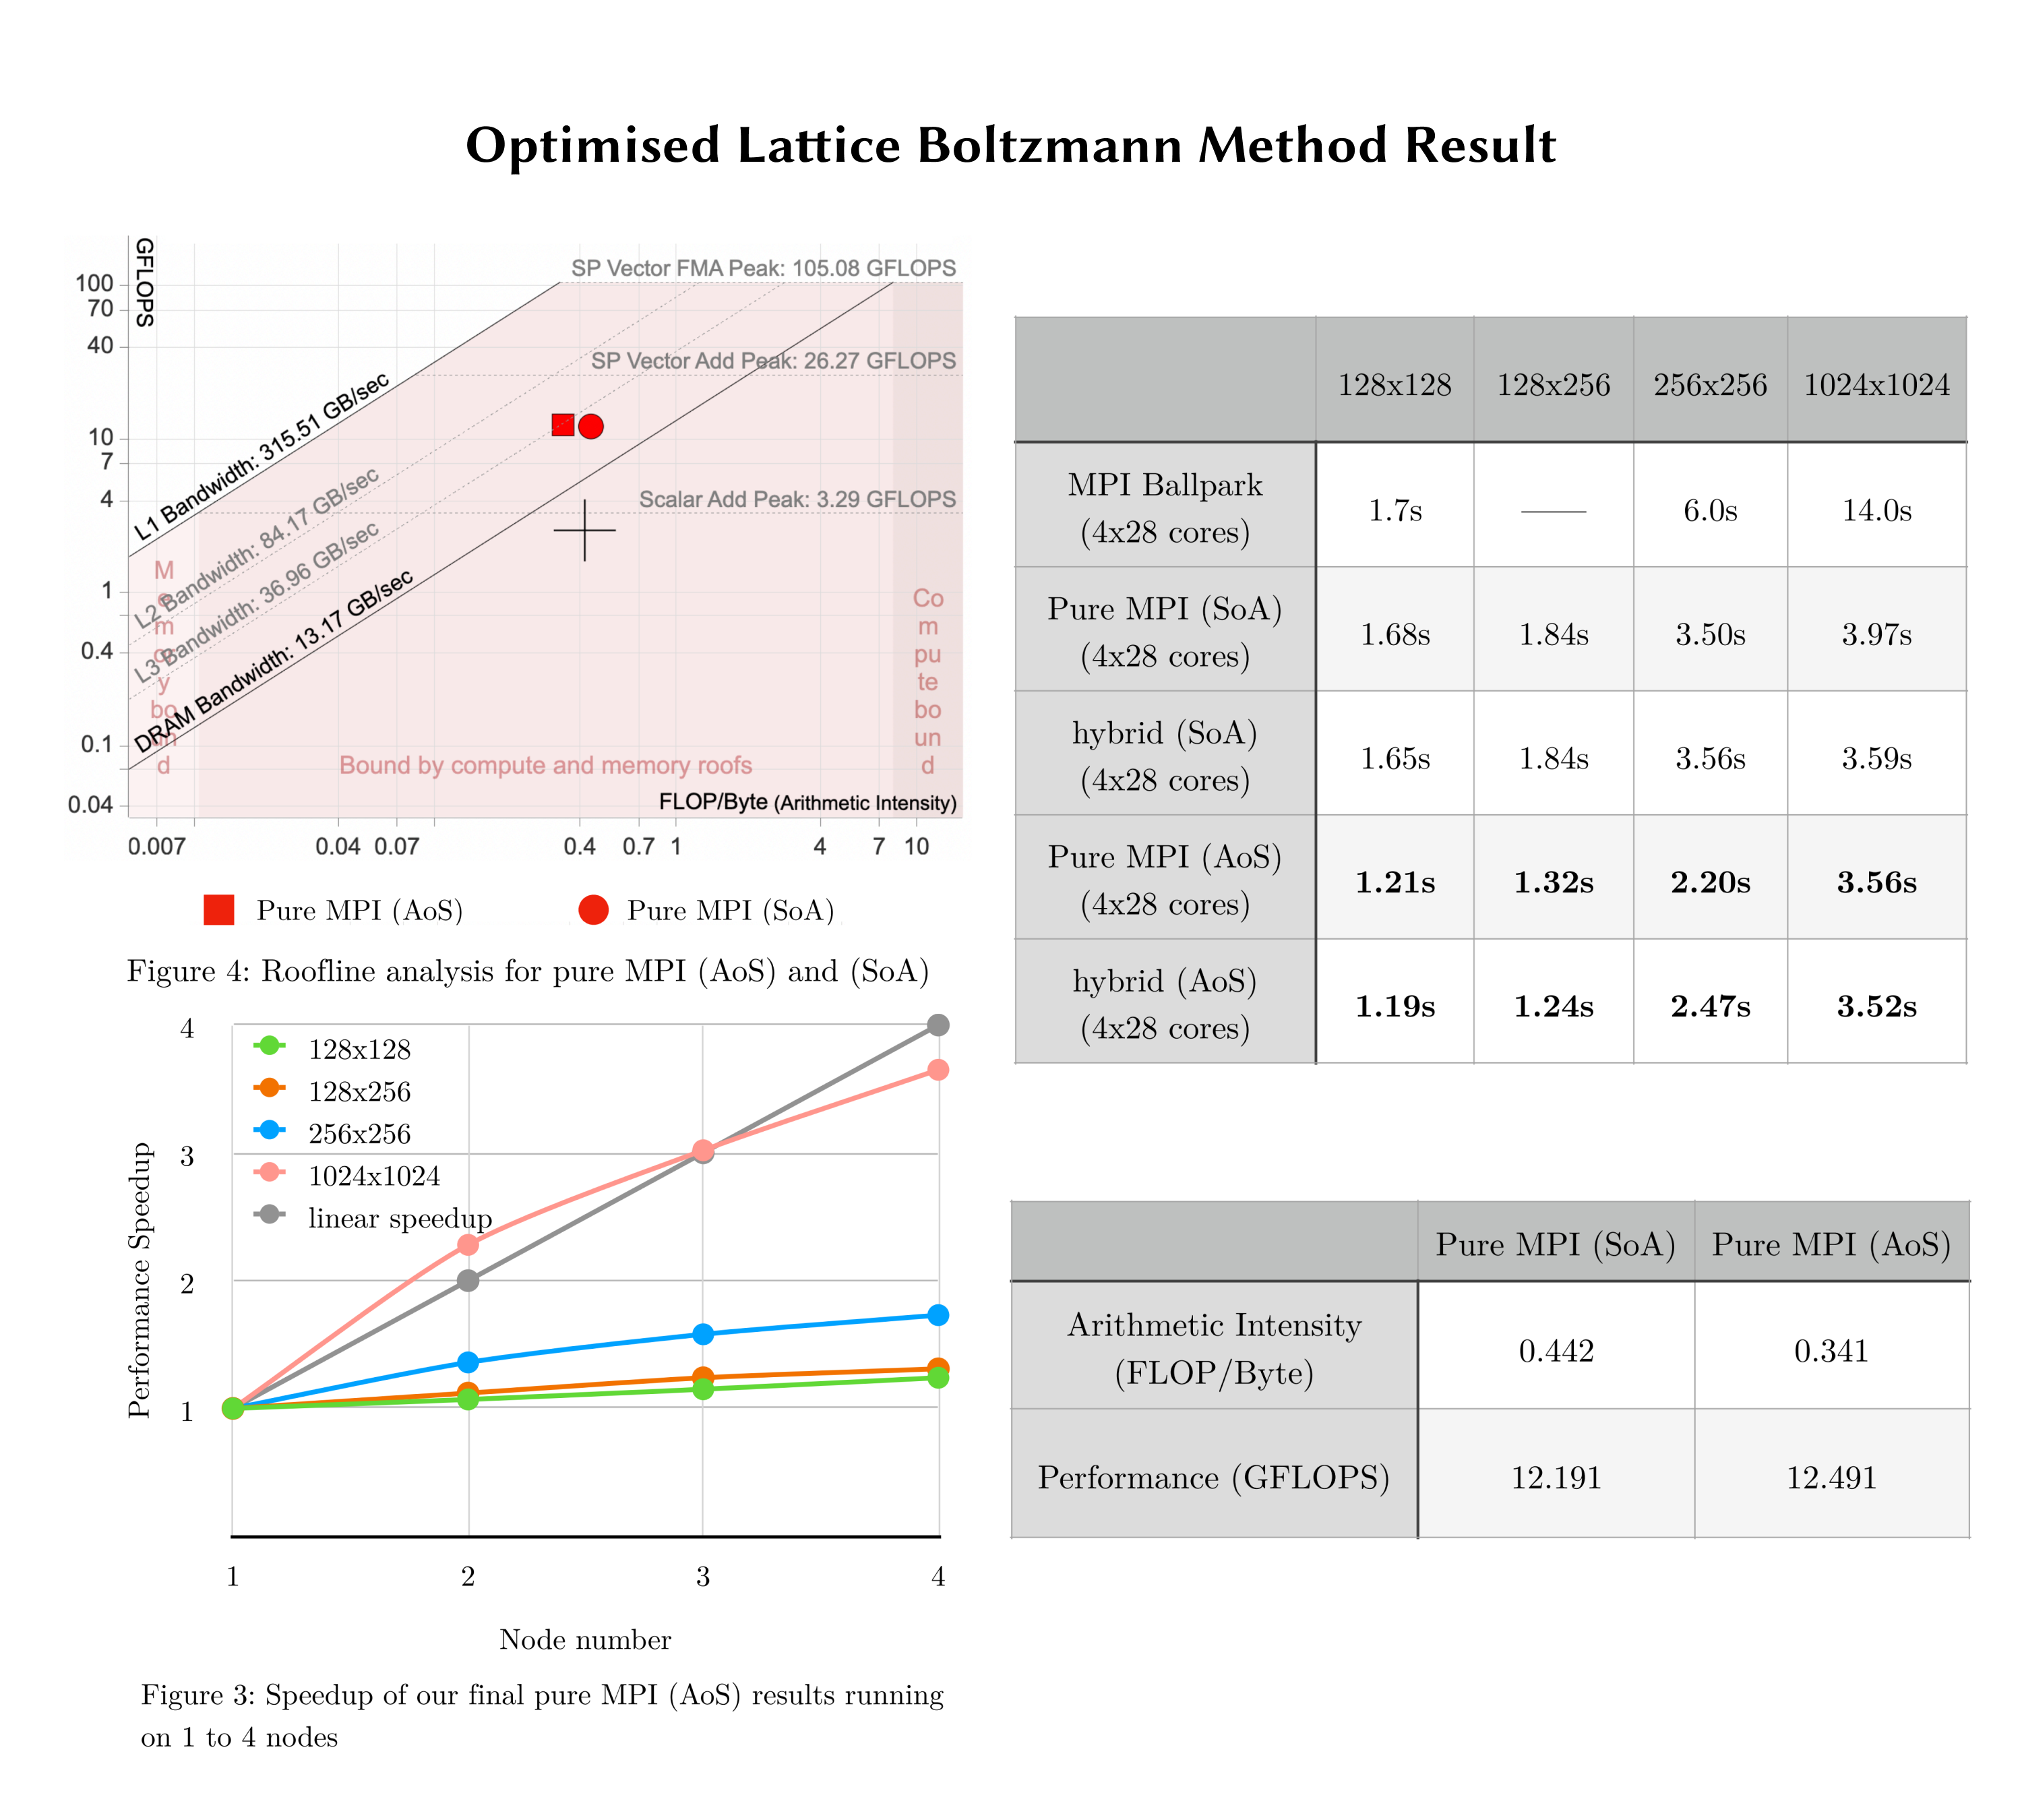 Optimised Lattice Boltzmann Method Result
GFLOPS
100
70
40
10
7
4
1
0.4
0.1
0.04
SP Vector FMA Peak: 105.08 GFLOPS
SP Vector Add Peak: 26.27 GFLOPS
Scalar Add Peak: 3.29 GFLOPS
L1 Bandwidth: 315.51 GB/sec
L2 Bandwidth: 84.17 GB/sec
L3 Bandwidth: 36.96 GB/sec
DRAM Bandwidth: 13.17 GB/sec
Memory bound
Bound by compute and memory roofs
Compute bound
FLOP/Byte (Arithmetic Intensity)
0.007 0.04 0.07 0.4 0.7 1 4 7 10
Pure MPI (AoS) Pure MPI (SoA)
Figure 4: Roofline analysis for pure MPI (AoS) and (SoA)
4
3
2
1
Performance Speedup
128x128
128x256
256x256
1024x1024
linear speedup
1 2 3 4
Node number
Figure 3: Speedup of our final pure MPI (AoS) results running
on 1 to 4 nodes
128x128 128x256 256x256 1024x1024
MPI Ballpark
(4x28 cores)
1.7s —— 6.0s 14.0s
Pure MPI (SoA)
(4x28 cores)
1.68s 1.84s 3.50s 3.97s
hybrid (SoA)
(4x28 cores)
1.65s 1.84s 3.56s 3.59s
Pure MPI (AoS)
(4x28 cores)
1.21s 1.32s 2.20s 3.56s
hybrid (AoS)
(4x28 cores)
1.19s 1.24s 2.47s 3.52s
Pure MPI (SoA) Pure MPI (AoS)
Arithmetic Intensity
(FLOP/Byte)
0.442 0.341
Performance (GFLOPS) 12.191 12.491